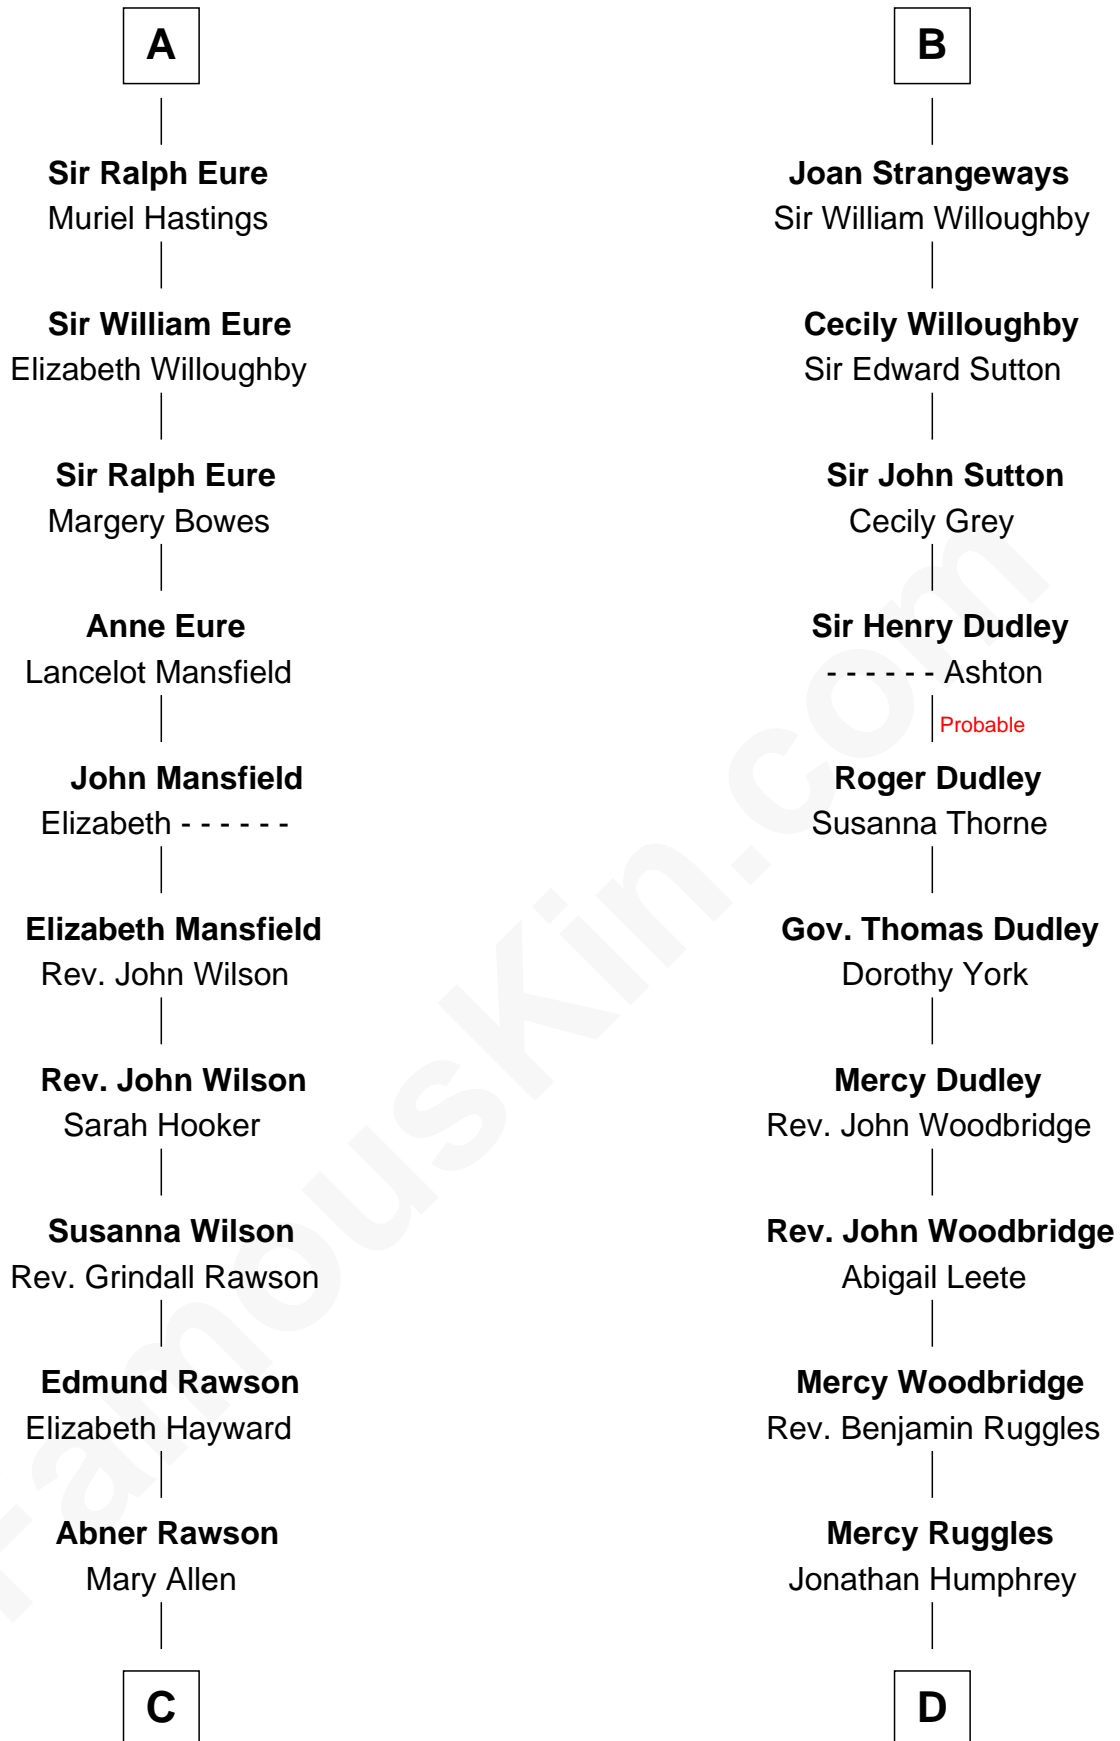 A
Sir Ralph Eure
Muriel Hastings
Sir William Eure
Elizabeth Willoughby
Sir Ralph Eure
Margery Bowes
Anne Eure
Lancelot Mansfield
John Mansfield
Elizabeth - - - - - -
Elizabeth Mansfield
Rev. John Wilson
Rev. John Wilson
Sarah Hooker
Susanna Wilson
Rev. Grindall Rawson
Edmund Rawson
Elizabeth Hayward
Abner Rawson
Mary Allen
C
B
Joan Strangeways
Sir William Willoughby
Cecily Willoughby
Sir Edward Sutton
Sir John Sutton
Cecily Grey
Sir Henry Dudley
- - - - - - Ashton
Probable
Roger Dudley
Susanna Thorne
Gov. Thomas Dudley
Dorothy York
Mercy Dudley
Rev. John Woodbridge
Rev. John Woodbridge
Abigail Leete
Mercy Woodbridge
Rev. Benjamin Ruggles
Mercy Ruggles
Jonathan Humphrey
D
FamousKin.com